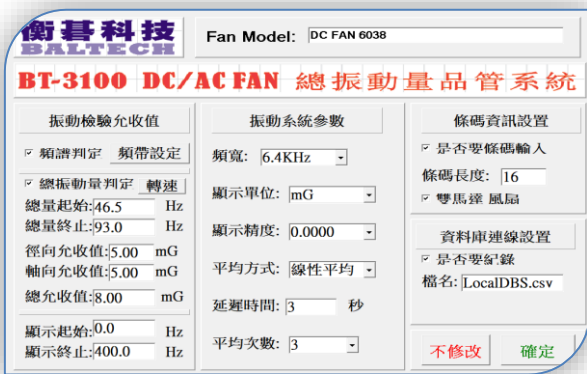 衡碁科技
BALTECH
Fan Model: DC FAN 6038
BT-3100 DC/AC FAN 總振動量品管系統
振動檢驗允收值
頻譜判定 頻帶設定
總振動量判定 轉速
總量起始:46.5 Hz
總量終止:93.0 Hz
徑向允收值:5.00 mG
軸向允收值:5.00 mG
總允收值:8.00 mG
顯示起始:0.0 Hz
顯示終止:400.0 Hz
振動系統參數
頻寬: 6.4KHz
顯示單位: mG
顯示精度: 0.0000
平均方式: 線性平均
延遲時間: 3 秒
平均次數: 3
條碼資訊設置
是否要條碼輸入
條碼長度: 16
雙馬達 風扇
資料庫連線設置
是否要紀錄
檔名: LocalDBS.csv
不修改 確定